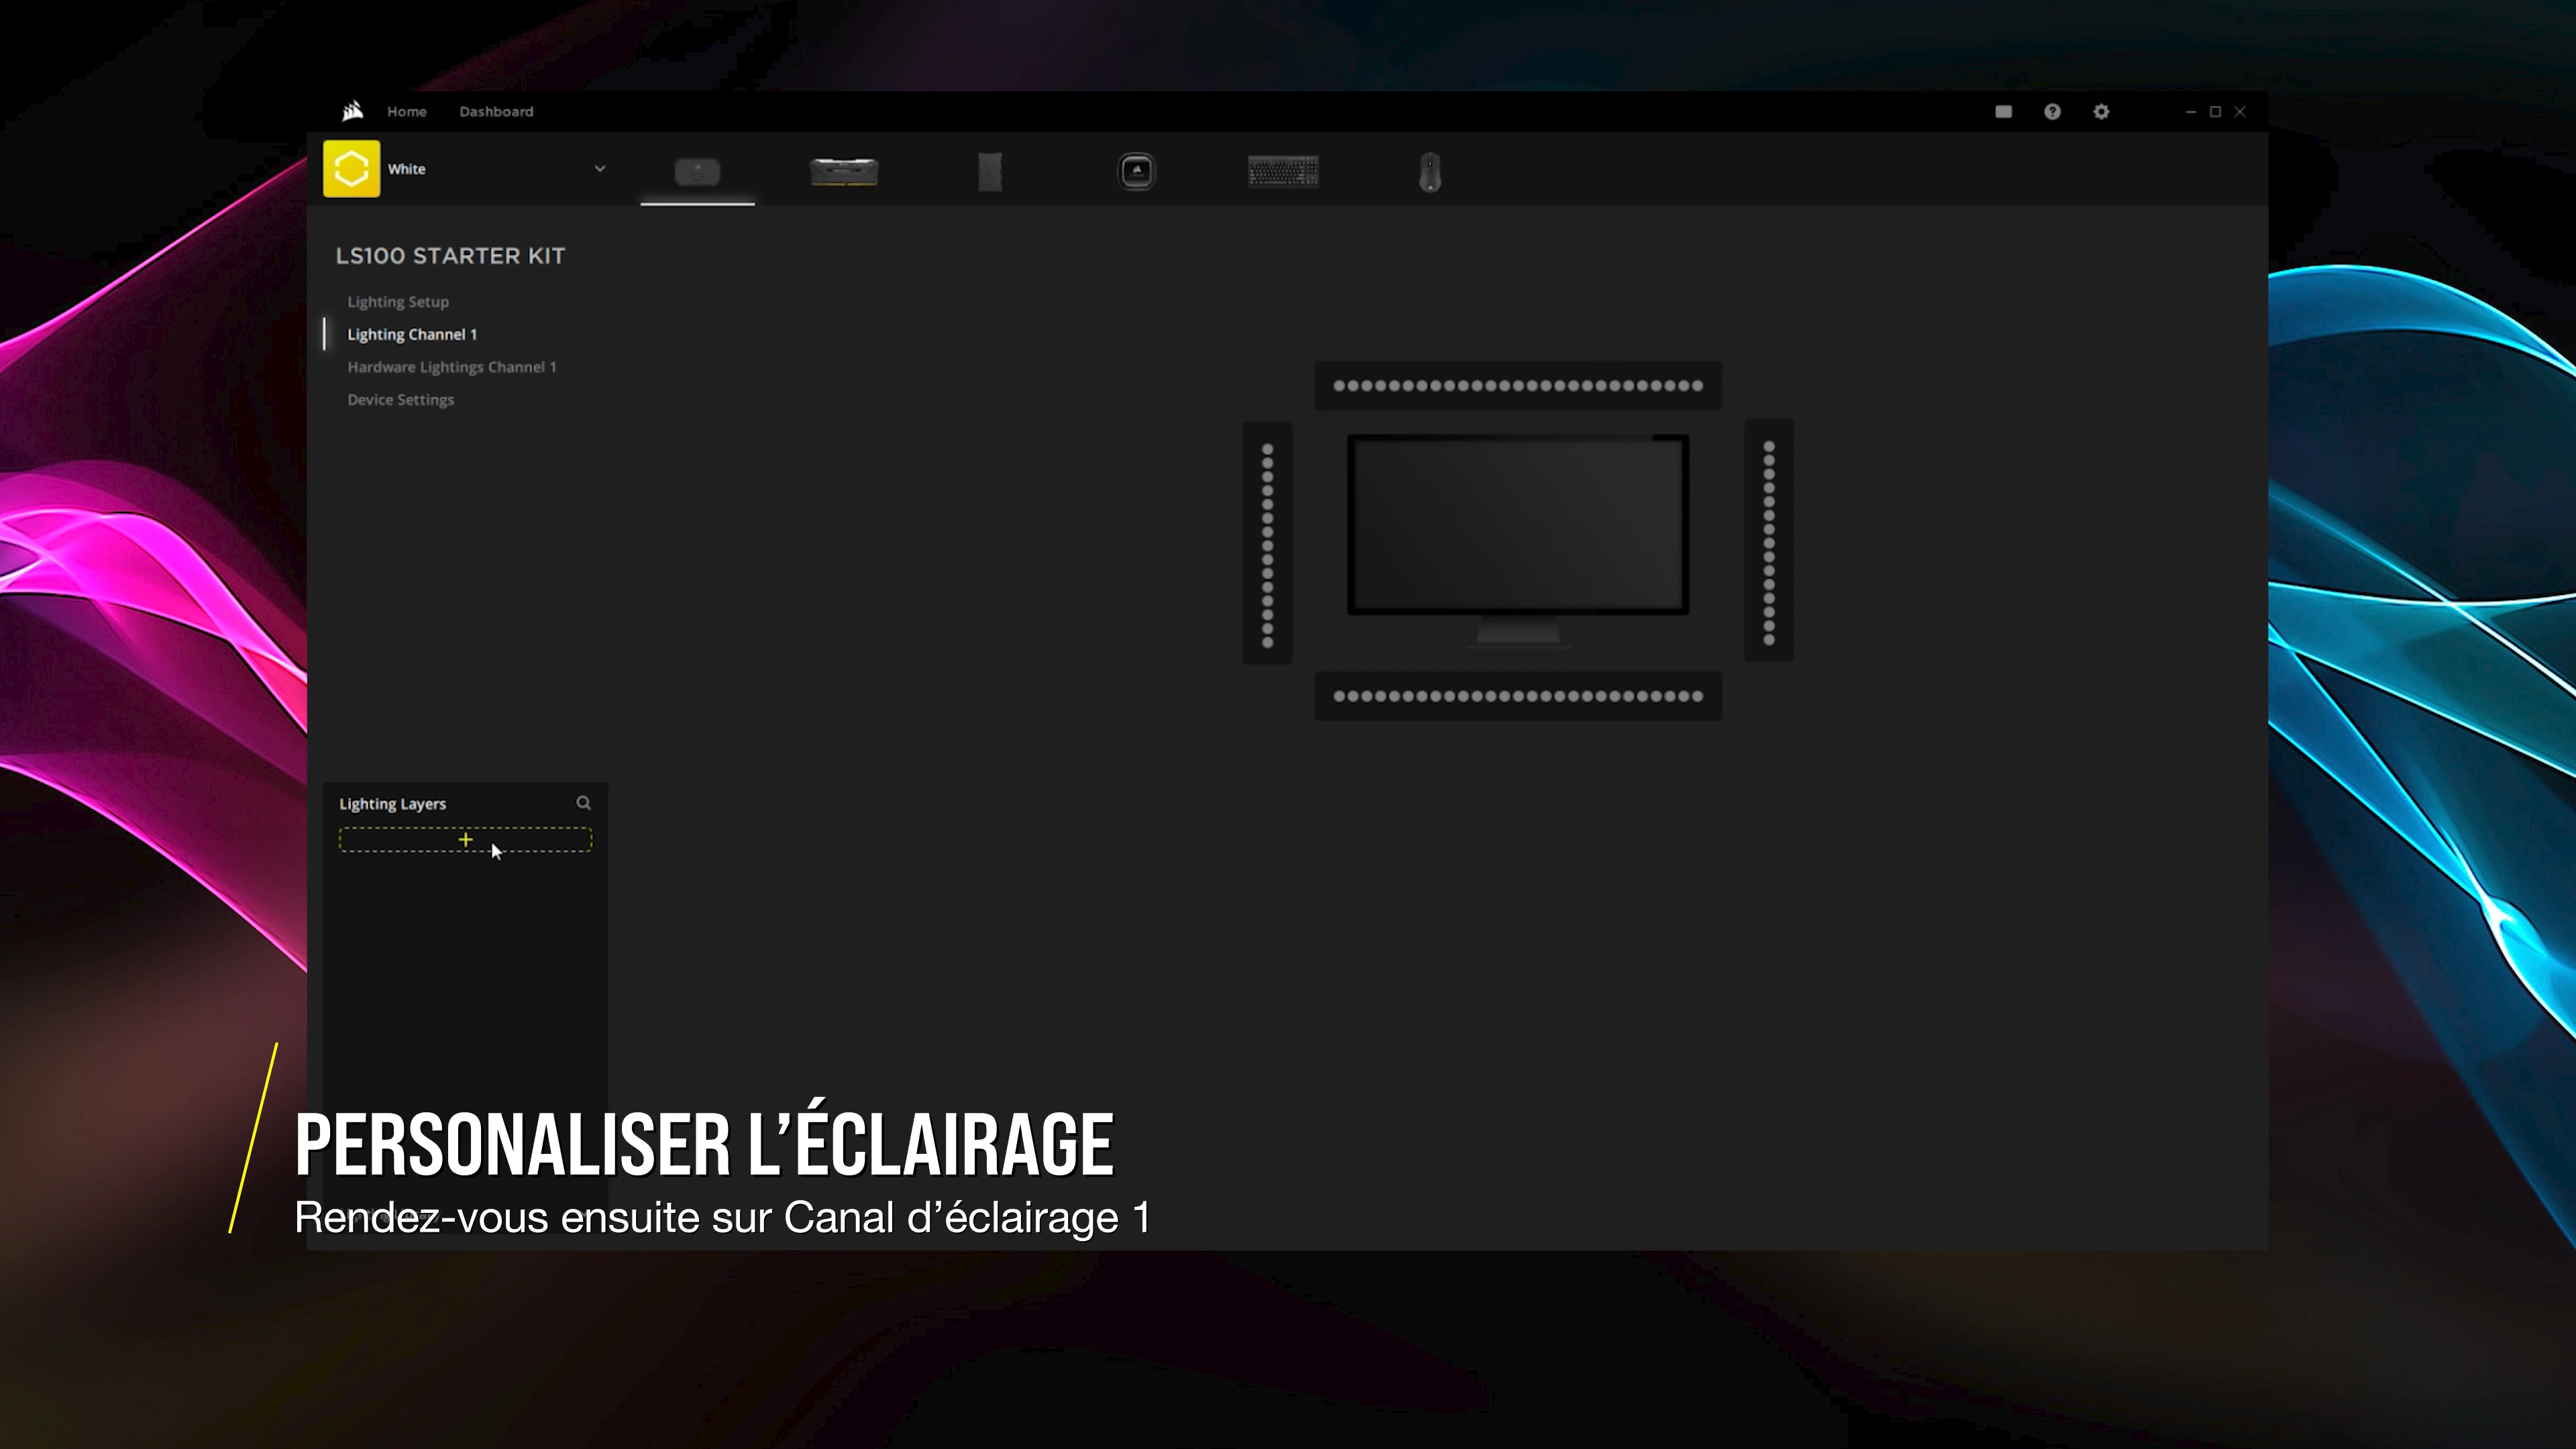 Home Dashboard
White
LS100 STARTER KIT
Lighting Setup
Lighting Channel 1
Hardware Lightings Channel 1
Device Settings
Lighting Layers
PERSONALISER L’ÉCLAIRAGE
Rendez-vous ensuite sur Canal d’éclairage 1